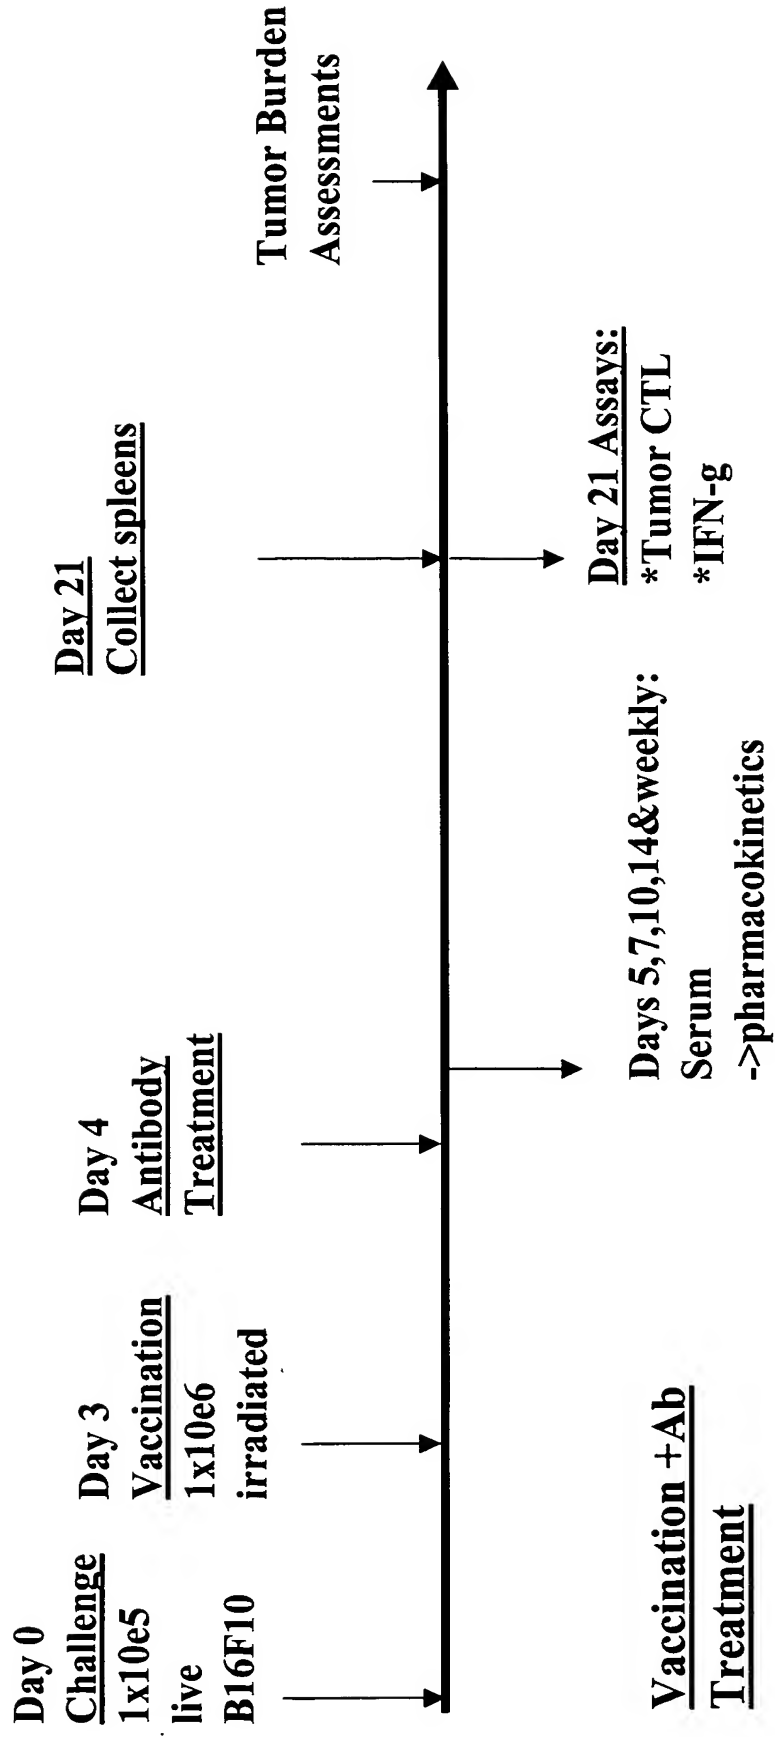 Day 0
Challenge
1x10e5
live
B16F10
Day 3
Vaccination
1x10e6
irradiated
Day 4
Antibody
Treatment
Day 21
Collect spleens
Tumor Burden
Assessments
Vaccination +Ab
Treatment
Days 5,7,10,14&weekly:
Serum
->pharmacokinetics
Day 21 Assays:
*Tumor CTL
*IFN-g